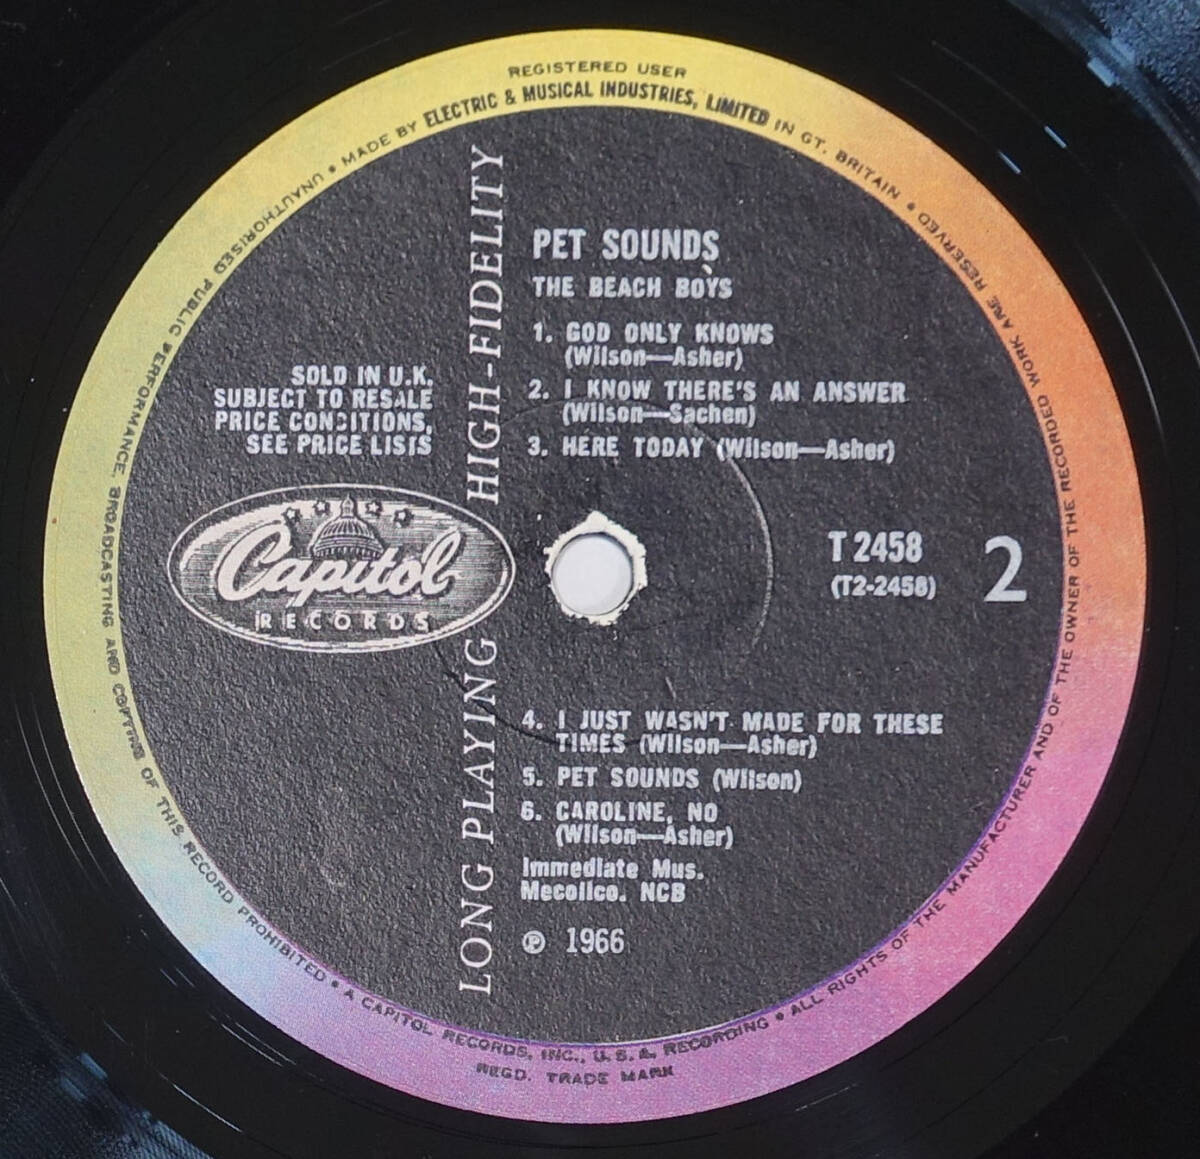 REGISTERED USER
• MADE BY ELECTRIC & MUSICAL INDUSTRIES, LIMITED IN GT. BRITAIN •
RESERVED
UNAUTHORISED PUBLIC PERFORMANCE, BROADCASTING AND COPYING OF THIS RECORD PROHIBITED • A CAPITOL RECORDS, INC., U. S. A. RECORDING • ALL RIGHTS OF THE MANUFACTURER AND OF THE OWNER OF THE RECORDED WORK ARE
REGD. TRADE MARK
LONG PLAYING HIGH-FIDELITY
PET SOUNDS
THE BEACH BOYS
1. GOD ONLY KNOWS
(Wilson—Asher)
2. I KNOW THERE'S AN ANSWER
(Wilson—Sachen)
3. HERE TODAY (Wilson—Asher)
SOLD IN U.K.
SUBJECT TO RESALE
PRICE CONDITIONS,
SEE PRICE LISTS
Capitol
RECORDS
T 2458
(T2-2458)
2
4. I JUST WASN'T MADE FOR THESE
TIMES (Wilson—Asher)
5. PET SOUNDS (Wilson)
6. CAROLINE, NO
(Wilson—Asher)
Immediate Mus.
Mecolico. NCB
℗ 1966